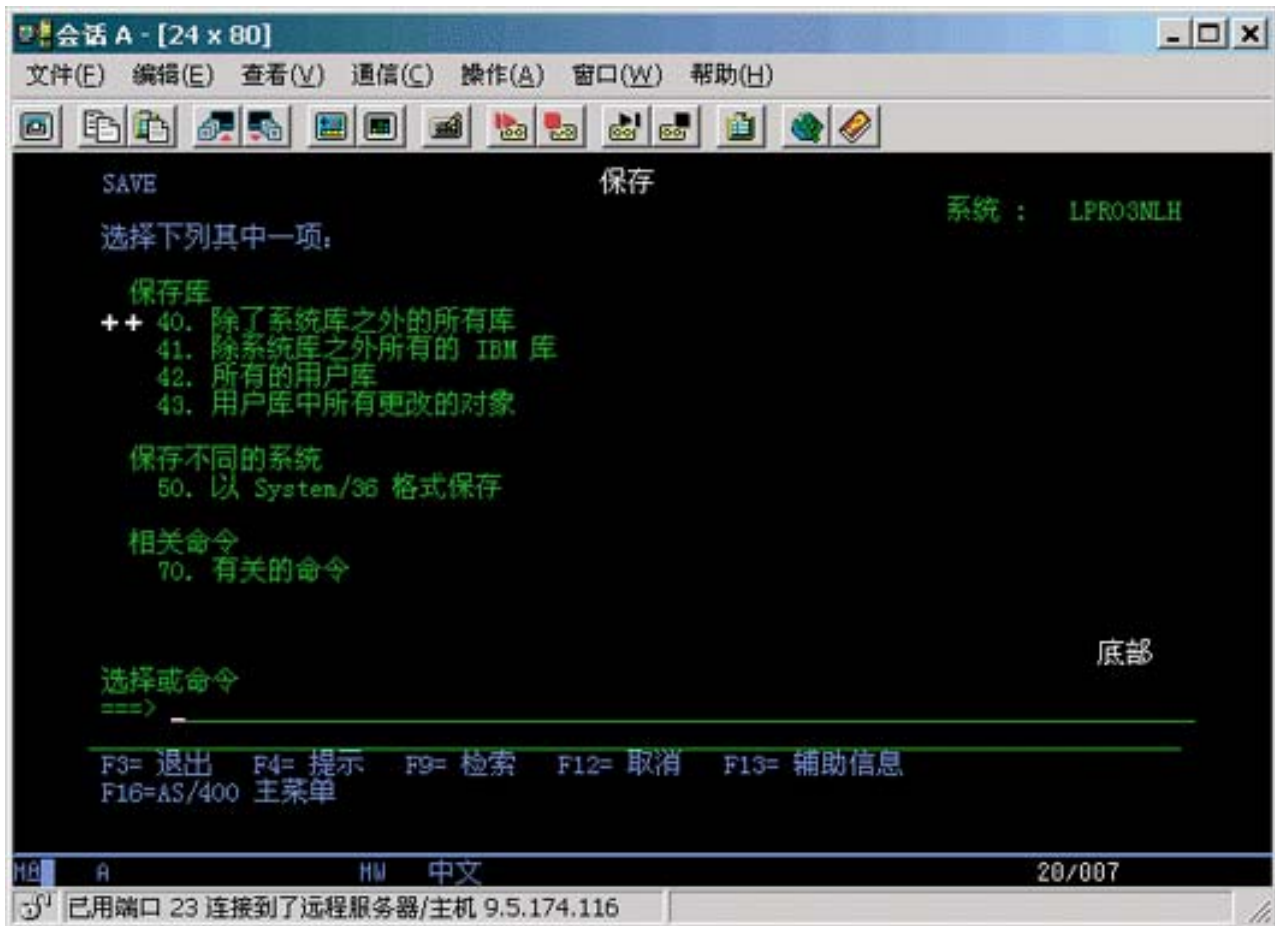 会话 A - [24 x 80]
文件(F) 编辑(E) 查看(V) 通信(C) 操作(A) 窗口(W) 帮助(H)
SAVE 保存
系统 : LPRO3NLH
选择下列其中一项:
保存库
++ 40. 除了系统库之外的所有库
41. 除系统库之外所有的 IBM 库
42. 所有的用户库
43. 用户库中所有更改的对象
保存不同的系统
50. 以 System/36 格式保存
相关命令
70. 有关的命令
底部
选择或命令
===>
F3= 退出 F4= 提示 F9= 检索 F12= 取消 F13= 辅助信息
F16=AS/400 主菜单
A MW 中文 20/007
已用端口 23 连接到了远程服务器/主机 9.5.174.116